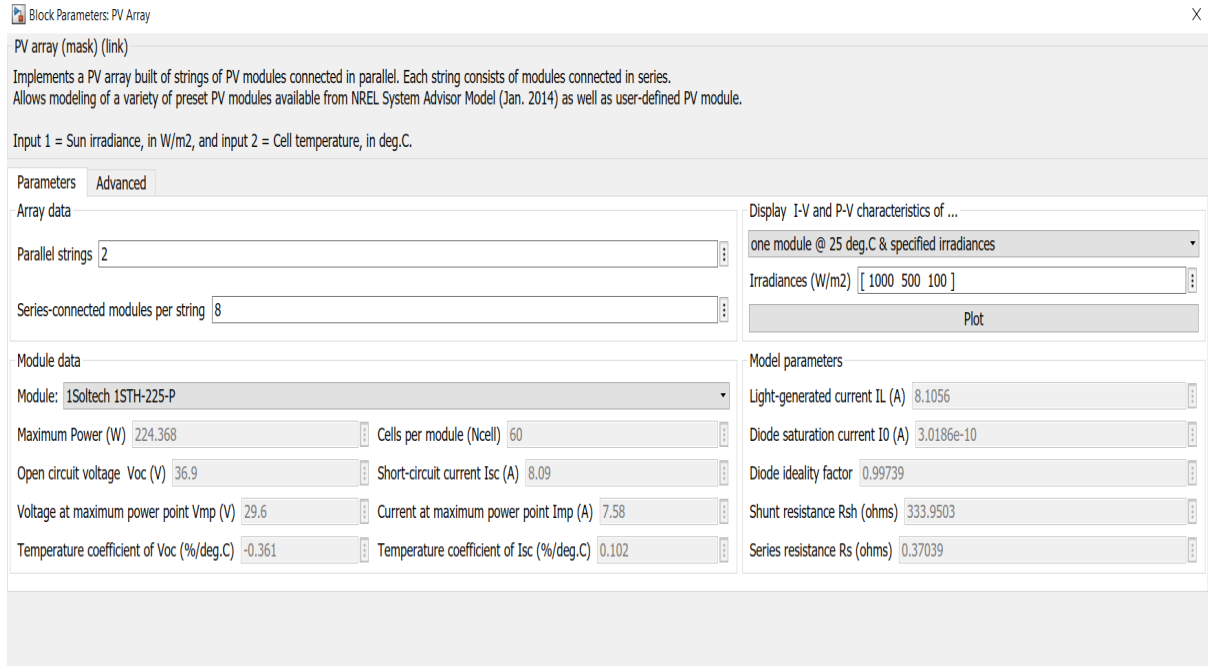 Block Parameters: PV Array
X
PV array (mask) (link)
Implements a PV array built of strings of PV modules connected in parallel. Each string consists of modules connected in series.
Allows modeling of a variety of preset PV modules available from NREL System Advisor Model (Jan. 2014) as well as user-defined PV module.
Input 1 = Sun irradiance, in W/m2, and input 2 = Cell temperature, in deg.C.
Parameters Advanced
Array data
Parallel strings 2
Series-connected modules per string 8
Display I-V and P-V characteristics of ...
one module @ 25 deg.C & specified irradiances
Irradiances (W/m2) [ 1000 500 100 ]
Plot
Module data
Module: 1Soltech 1STH-225-P
Maximum Power (W) 224.368 Cells per module (Ncell) 60
Open circuit voltage Voc (V) 36.9 Short-circuit current Isc (A) 8.09
Voltage at maximum power point Vmp (V) 29.6 Current at maximum power point Imp (A) 7.58
Temperature coefficient of Voc (%/deg.C) -0.361 Temperature coefficient of Isc (%/deg.C) 0.102
Model parameters
Light-generated current IL (A) 8.1056
Diode saturation current I0 (A) 3.0186e-10
Diode ideality factor 0.99739
Shunt resistance Rsh (ohms) 333.9503
Series resistance Rs (ohms) 0.37039